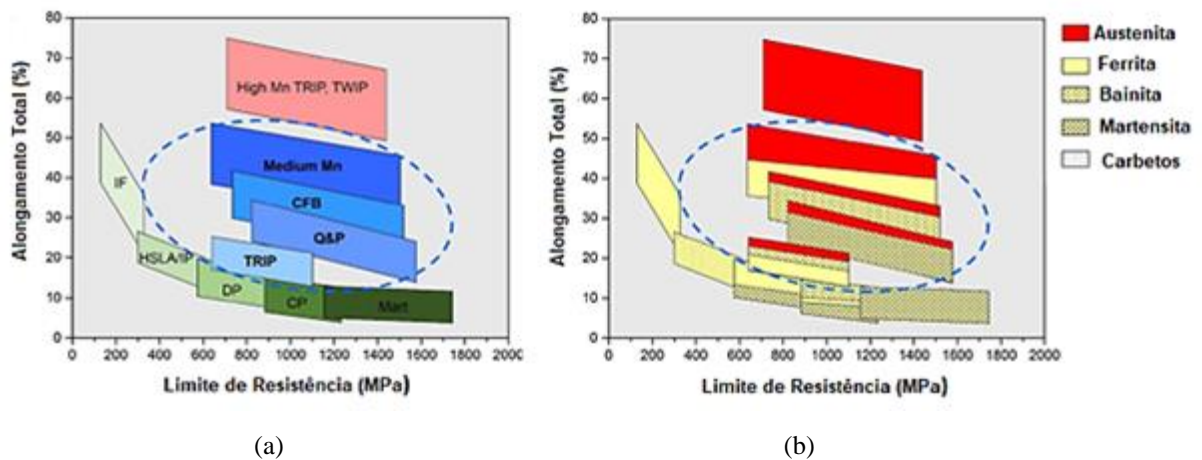 Alongamento Total (%)
80
70
60
50
40
30
20
10
0
High Mn TRIP, TWIP
Medium Mn
IF
CFB
Q&P
HSLA/IP
TRIP
DP
CP
Mart
0 200 400 600 800 1000 1200 1400 1600 1800 2000
Limite de Resistência (MPa)
(a)
Alongamento Total (%)
80
70
60
50
40
30
20
10
0
0 200 400 600 800 1000 1200 1400 1600 1800 2000
Limite de Resistência (MPa)
Austenita
Ferrita
Bainita
Martensita
Carbetos
(b)